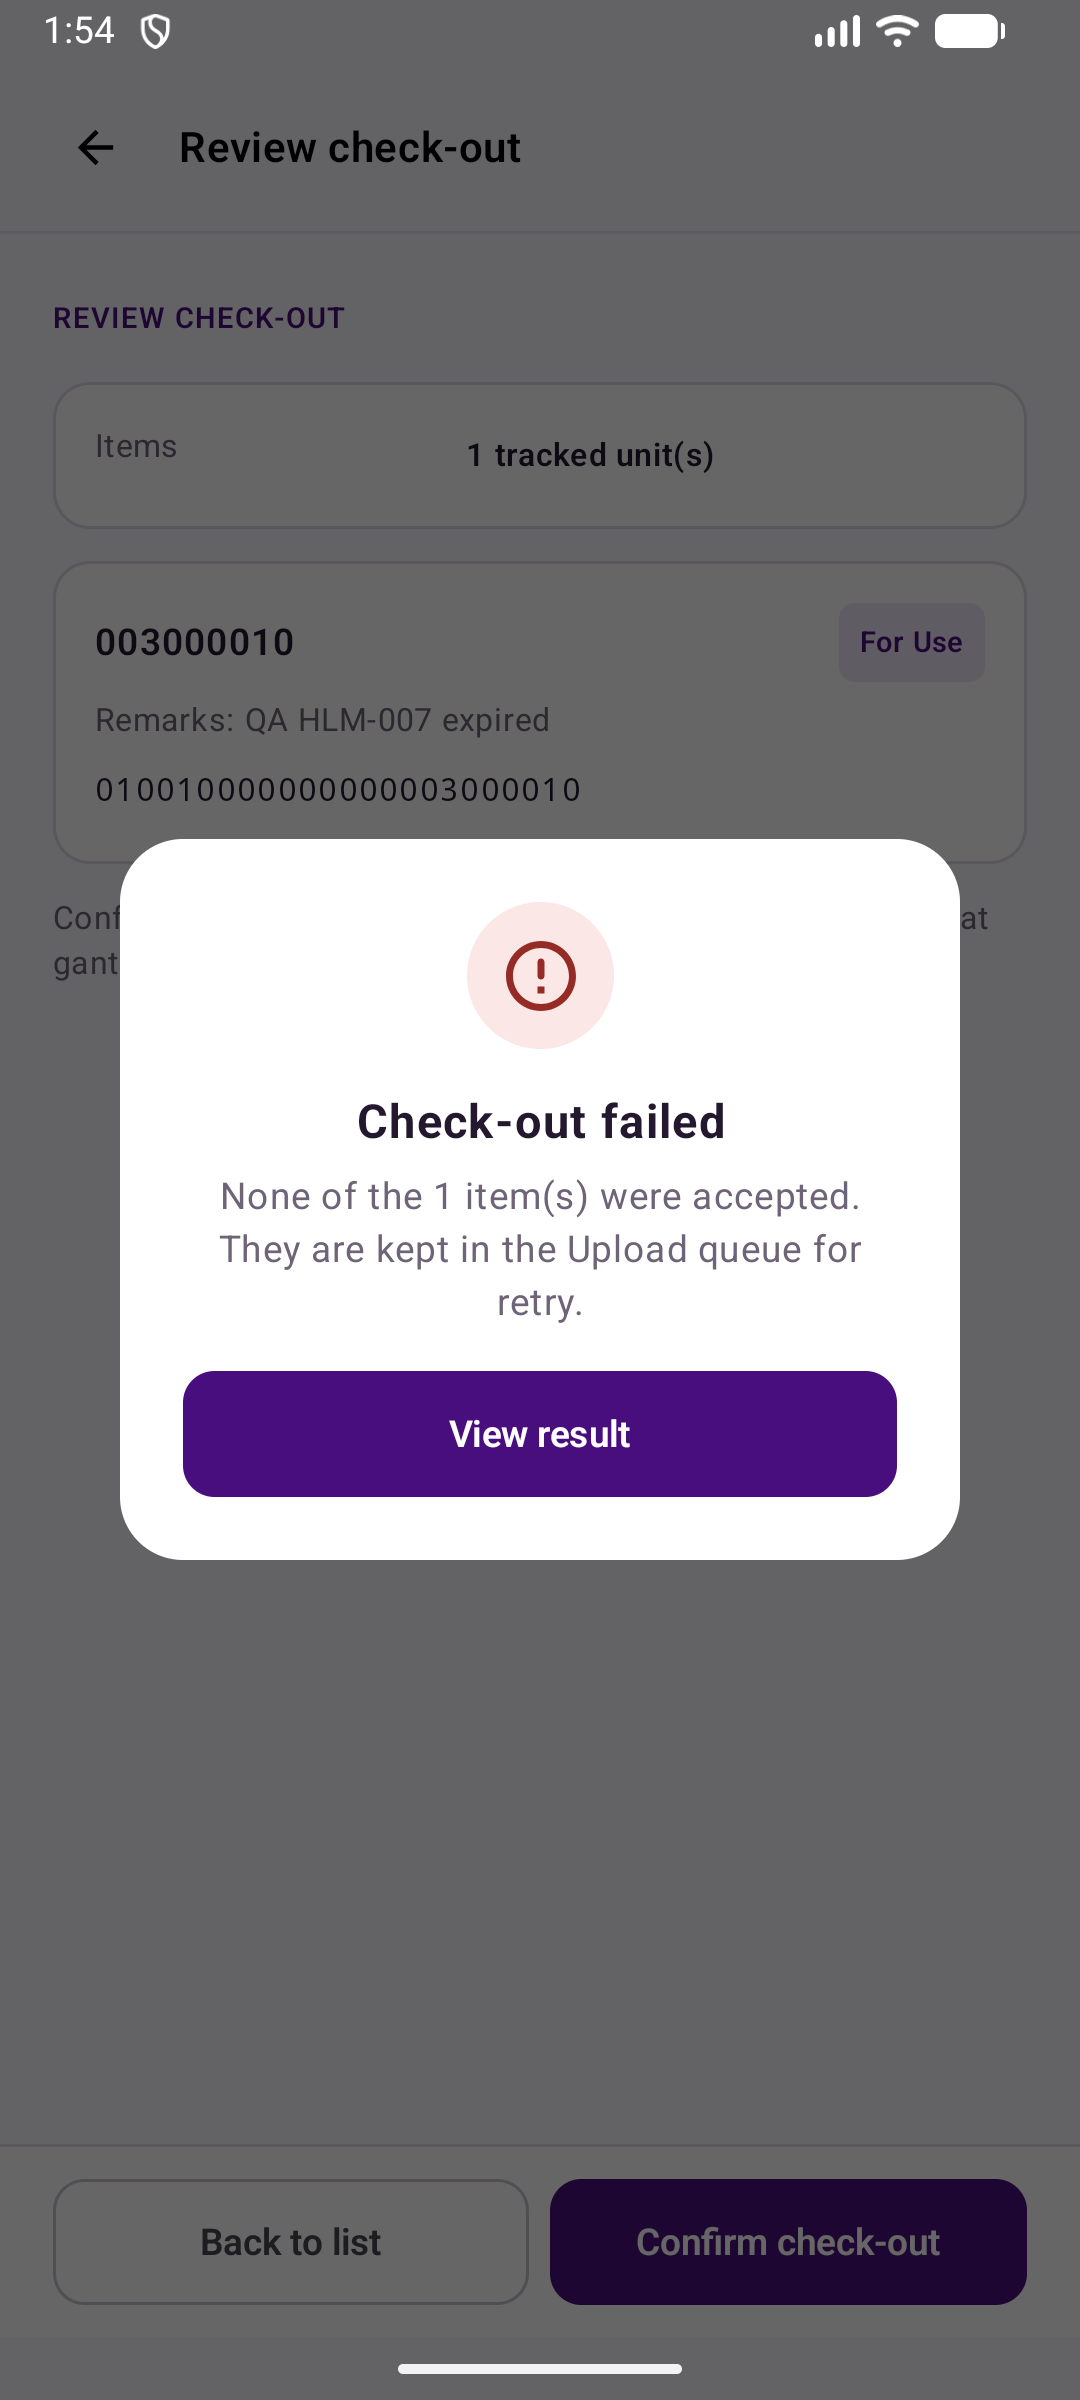 1:54
Review check-out
REVIEW CHECK-OUT
Items
1 tracked unit(s)
003000010
For Use
Remarks: QA HLM-007 expired
010010000000000003000010
Conf
at
gant
Check-out failed
None of the 1 item(s) were accepted.
They are kept in the Upload queue for
retry.
View result
Back to list
Confirm check-out